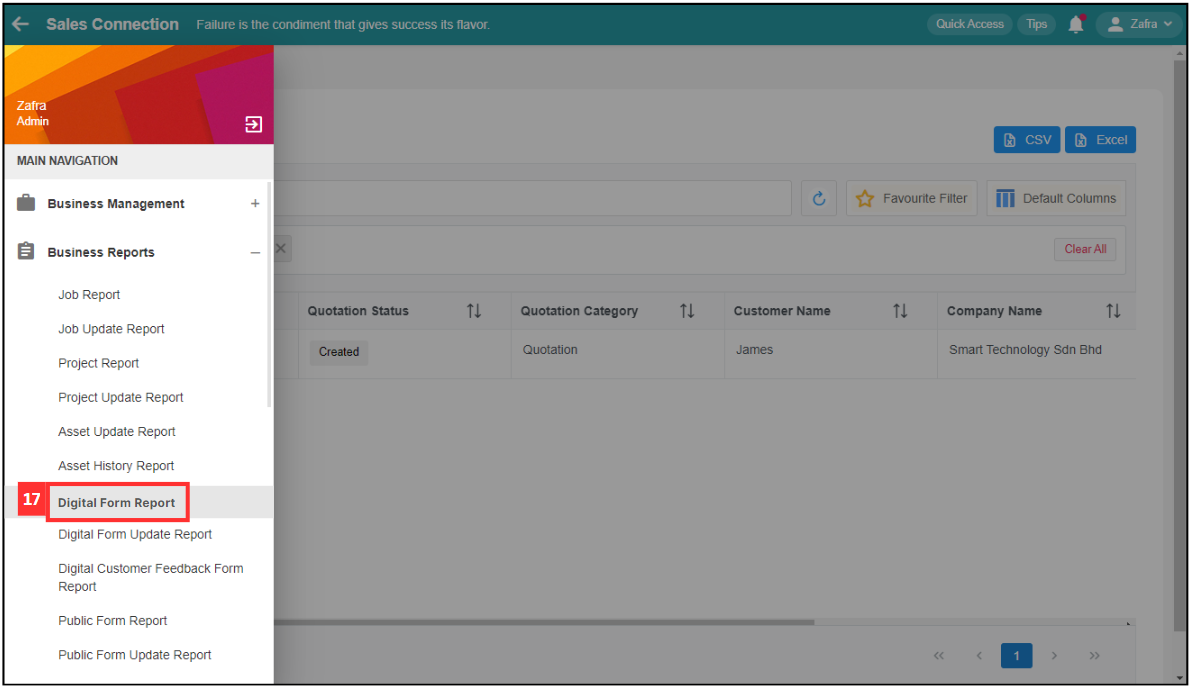 Sales Connection Failure is the condiment that gives success its flavor. Quick Access Tips Zafra
Zafra
Admin
MAIN NAVIGATION
Business Management
Business Reports
Job Report
Job Update Report
Project Report
Project Update Report
Asset Update Report
Asset History Report
17 Digital Form Report
Digital Form Update Report
Digital Customer Feedback Form
Report
Public Form Report
Public Form Update Report
CSV Excel
Favourite Filter Default Columns
Clear All
Quotation Status Quotation Category Customer Name Company Name
Created Quotation James Smart Technology Sdn Bhd
1